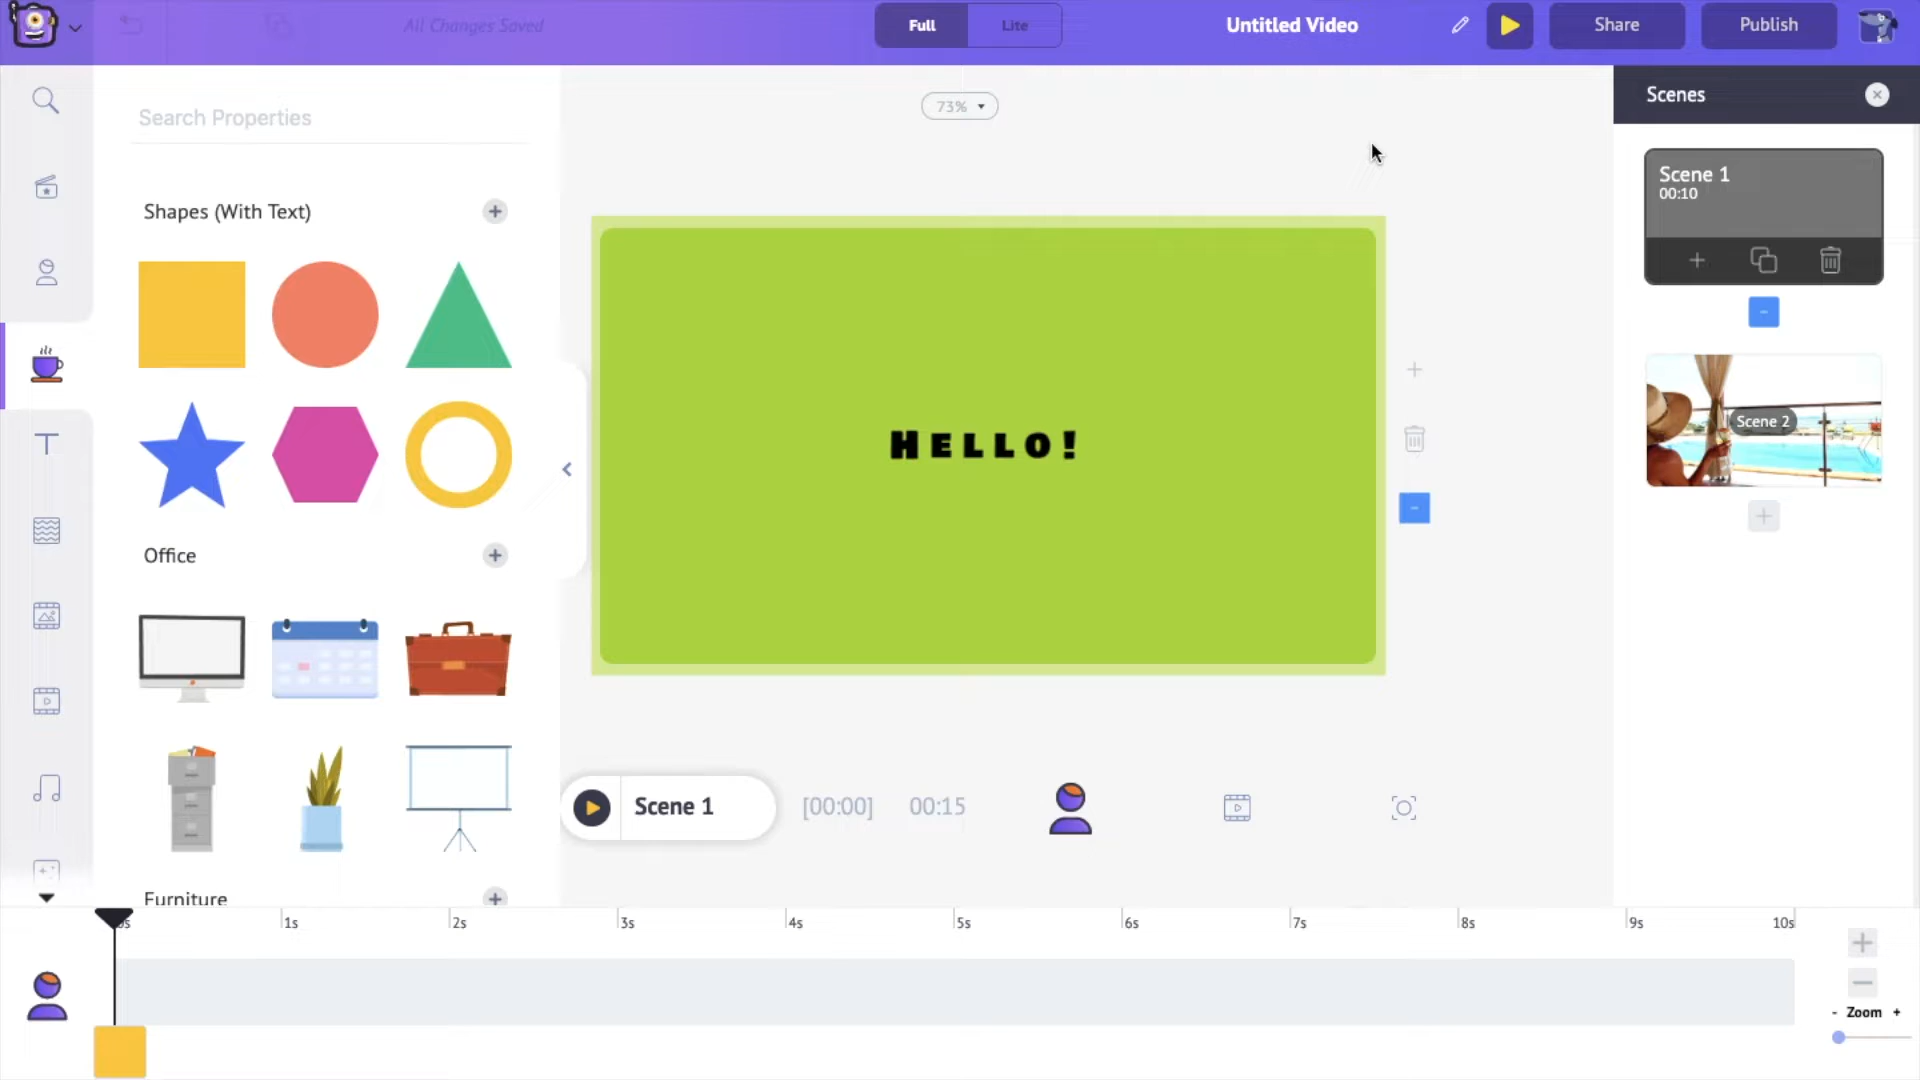 All Changes Saved
Full
Lite
Untitled Video
Share
Publish
Search Properties
73%
Scenes
Shapes (With Text)
Scene 1
00:10
HELLO!
Scene 2
Office
Scene 1
[00:00]
00:15
Furniture
1s
2s
3s
4s
5s
6s
7s
8s
9s
10s
- Zoom +